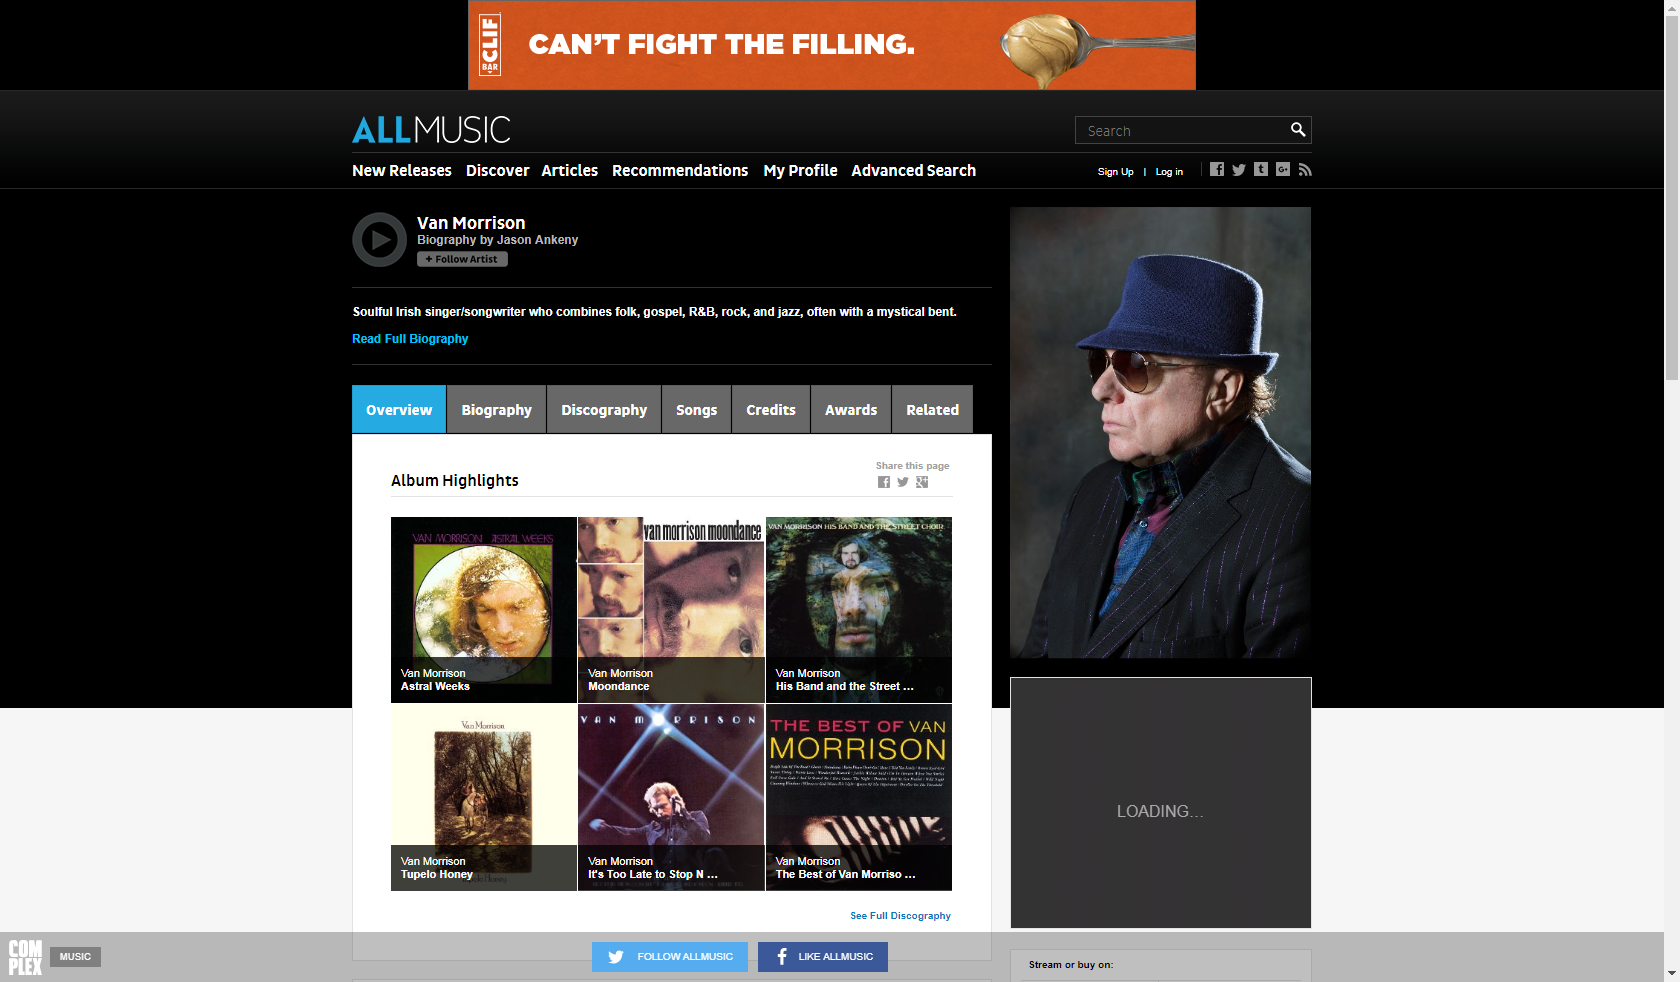 CLIF
BAR
CAN'T FIGHT THE FILLING.
ALLMUSIC
Search
New Releases Discover Articles Recommendations My Profile Advanced Search
Sign Up | Log in
Van Morrison
Biography by Jason Ankeny
+ Follow Artist
Soulful Irish singer/songwriter who combines folk, gospel, R&B, rock, and jazz, often with a mystical bent.
Read Full Biography
Overview Biography Discography Songs Credits Awards Related
Share this page
Album Highlights
VAN MORRISON ASTRAL WEEKS
van morrison moondance
VAN MORRISON HIS BAND AND THE STREET CHOIR
Van Morrison
Astral Weeks
Van Morrison
Moondance
Van Morrison
His Band and the Street ...
Van Morrison
VAN MORRISON
THE BEST OF VAN
MORRISON
Van Morrison
Tupelo Honey
Van Morrison
It's Too Late to Stop N ...
Van Morrison
The Best of Van Morriso ...
LOADING...
See Full Discography
COM
PLEX
MUSIC
FOLLOW ALLMUSIC
LIKE ALLMUSIC
Stream or buy on: